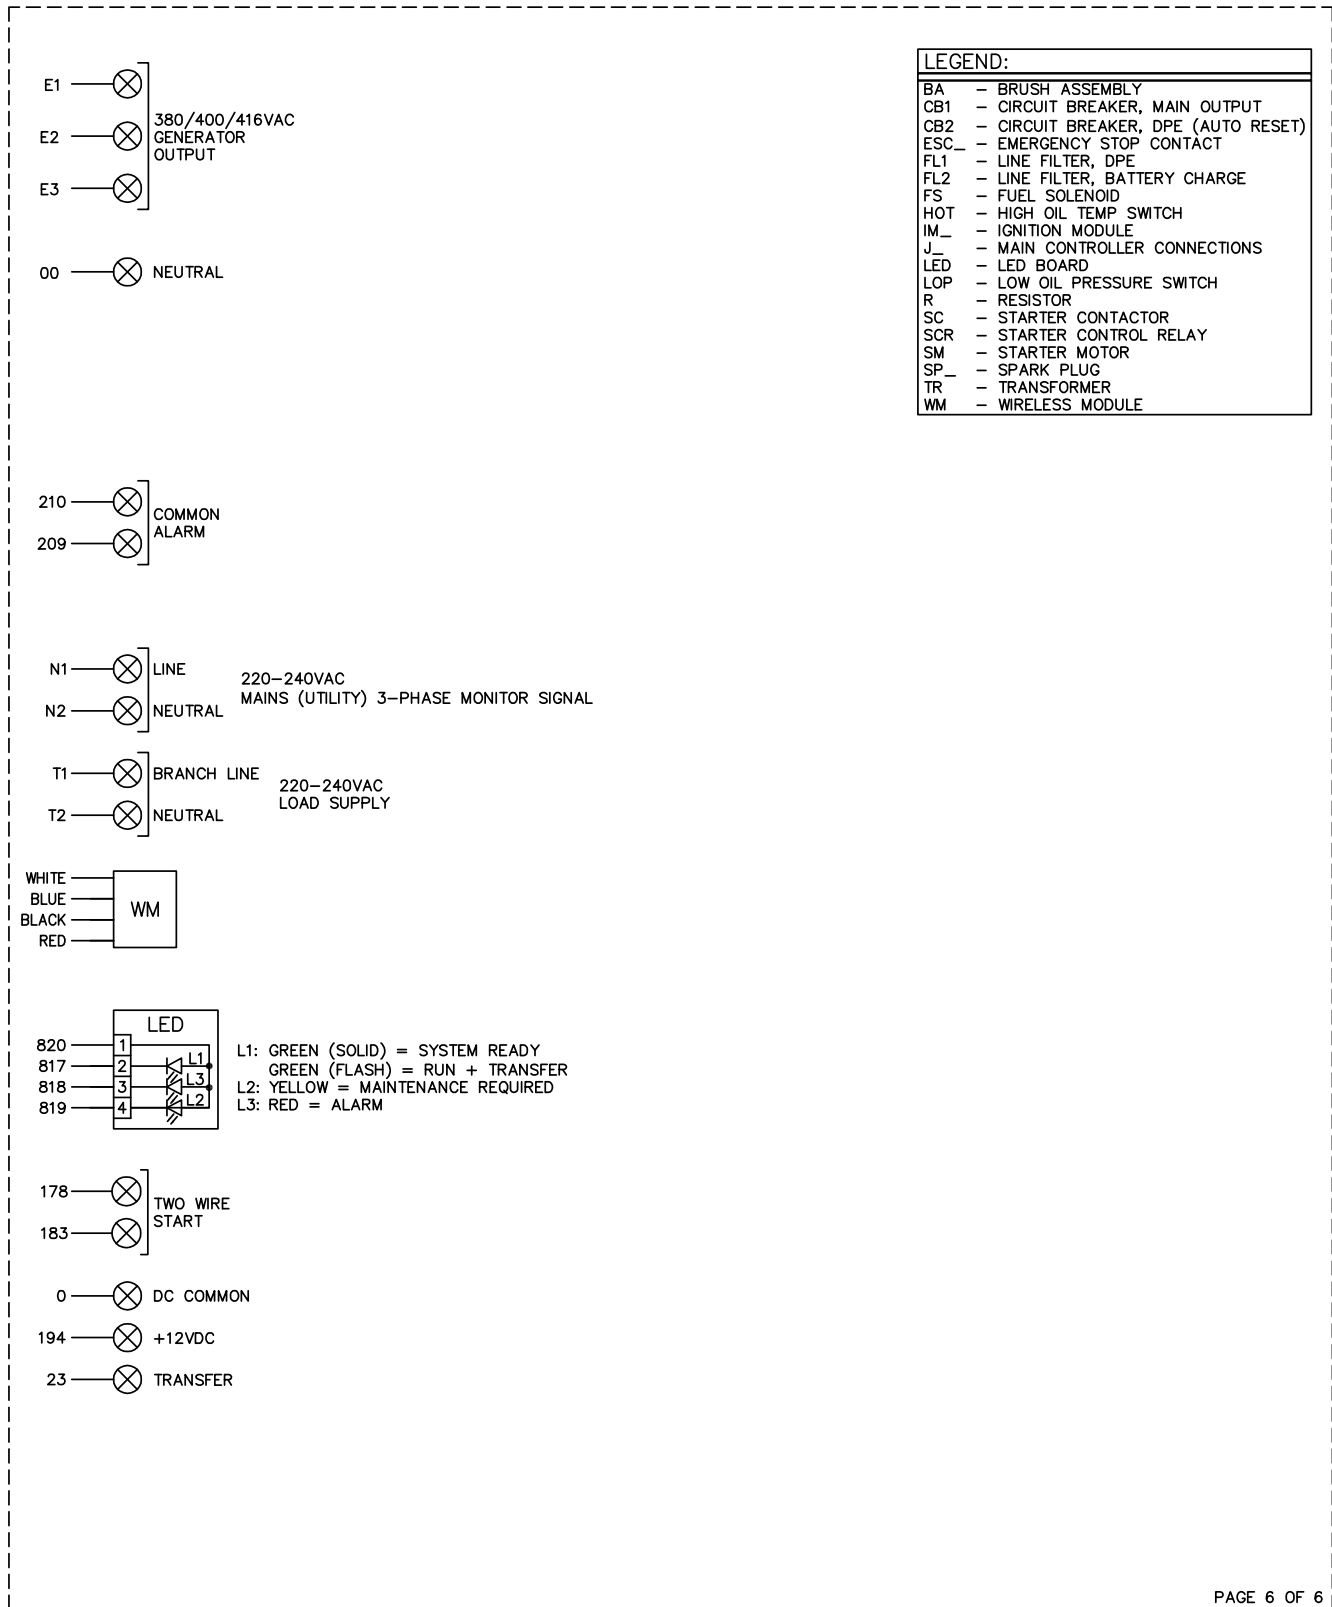 E1
E2
E3
380/400/416VAC
GENERATOR
OUTPUT
00
NEUTRAL
LEGEND:
BA – BRUSH ASSEMBLY
CB1 – CIRCUIT BREAKER, MAIN OUTPUT
CB2 – CIRCUIT BREAKER, DPE (AUTO RESET)
ESC_ – EMERGENCY STOP CONTACT
FL1 – LINE FILTER, DPE
FL2 – LINE FILTER, BATTERY CHARGE
FS – FUEL SOLENOID
HOT – HIGH OIL TEMP SWITCH
IM_ – IGNITION MODULE
J_ – MAIN CONTROLLER CONNECTIONS
LED – LED BOARD
LOP – LOW OIL PRESSURE SWITCH
R – RESISTOR
SC – STARTER CONTACTOR
SCR – STARTER CONTROL RELAY
SM – STARTER MOTOR
SP_ – SPARK PLUG
TR – TRANSFORMER
WM – WIRELESS MODULE
210
209
COMMON
ALARM
N1
LINE
N2
NEUTRAL
220–240VAC
MAINS (UTILITY) 3–PHASE MONITOR SIGNAL
T1
BRANCH LINE
T2
NEUTRAL
220–240VAC
LOAD SUPPLY
WHITE
BLUE
BLACK
RED
WM
LED
820 1
817 2 L1
818 3 L3
819 4 L2
L1: GREEN (SOLID) = SYSTEM READY
GREEN (FLASH) = RUN + TRANSFER
L2: YELLOW = MAINTENANCE REQUIRED
L3: RED = ALARM
178
183
TWO WIRE
START
0 DC COMMON
194 +12VDC
23 TRANSFER
PAGE 6 OF 6